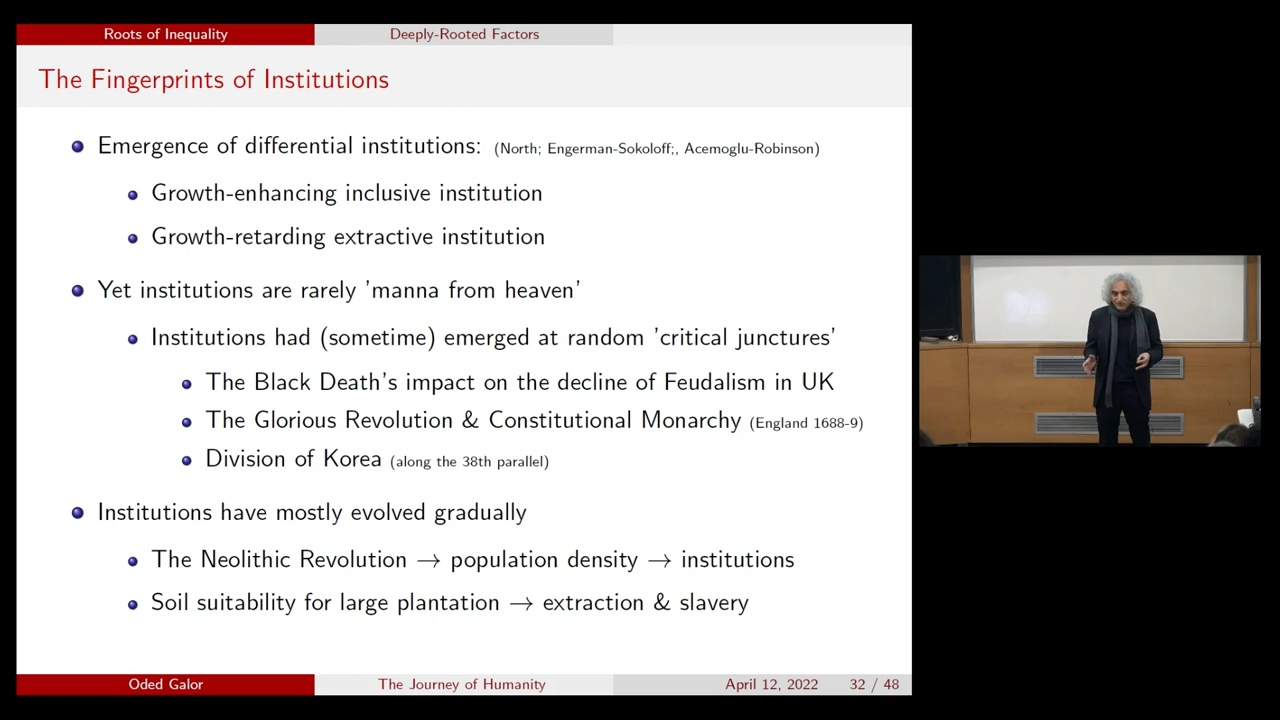 Roots of Inequality
Deeply-Rooted Factors
The Fingerprints of Institutions
Emergence of differential institutions: (North; Engerman-Sokoloff;, Acemoglu-Robinson)
Growth-enhancing inclusive institution
Growth-retarding extractive institution
Yet institutions are rarely 'manna from heaven'
Institutions had (sometime) emerged at random 'critical junctures'
The Black Death's impact on the decline of Feudalism in UK
The Glorious Revolution & Constitutional Monarchy (England 1688-9)
Division of Korea (along the 38th parallel)
Institutions have mostly evolved gradually
The Neolithic Revolution → population density → institutions
Soil suitability for large plantation → extraction & slavery
Oded Galor
The Journey of Humanity
April 12, 2022
32 / 48